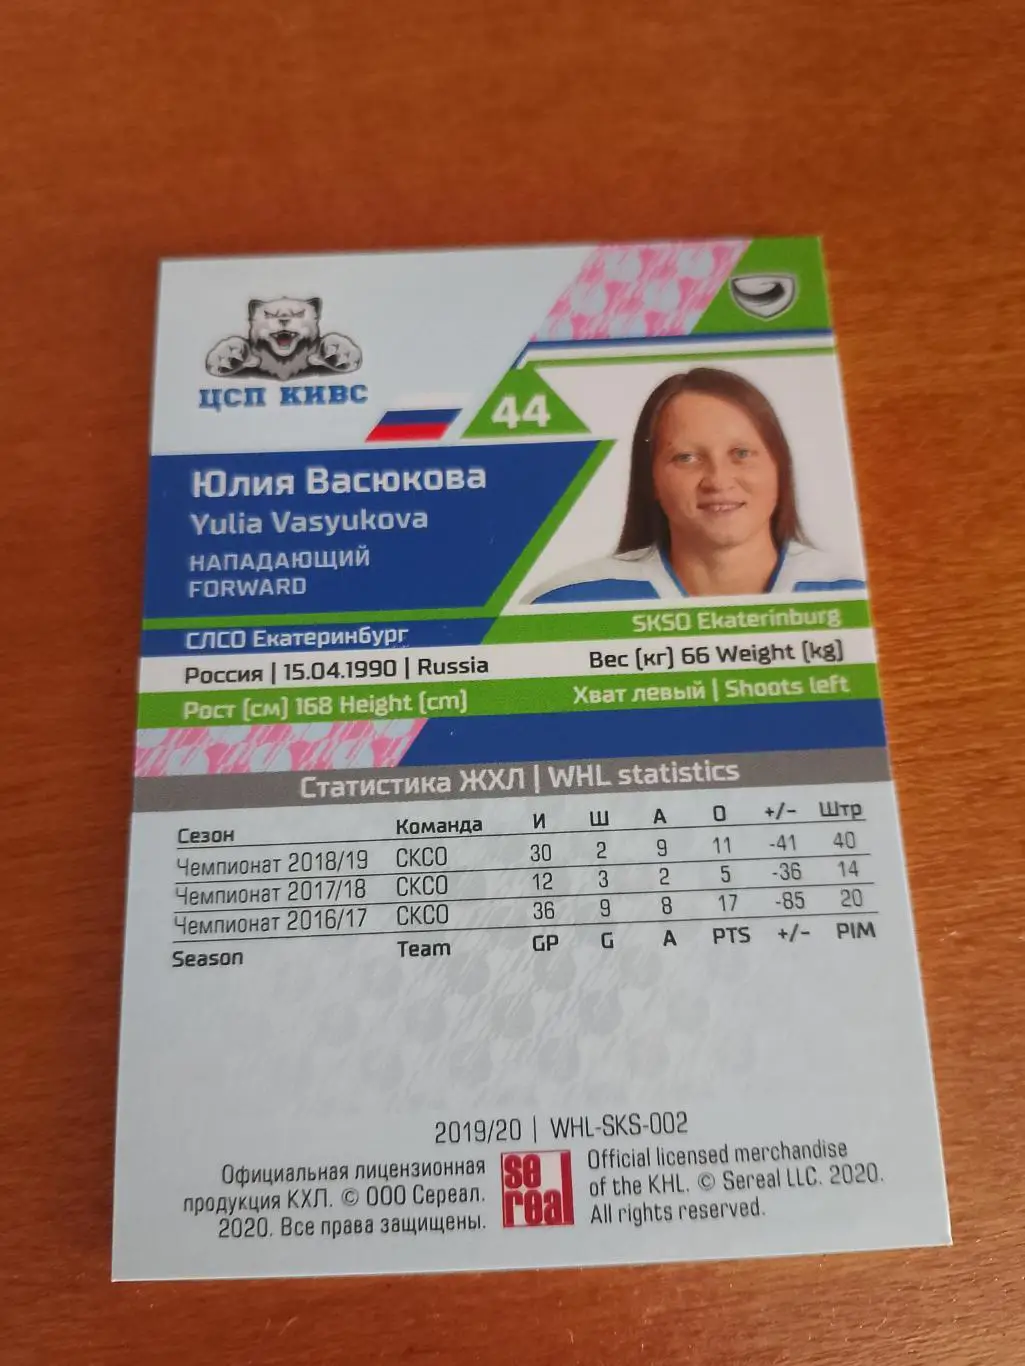 ЦСП КИВС
44
Юлия Васюкова
Yulia Vasyukova
НАПАДАЮЩИЙ
FORWARD
СЛСО Екатеринбург
SKSO Ekaterinburg
Россия | 15.04.1990 | Russia
Вес (кг) 66 Weight (kg)
Рост (см) 168 Height (cm)
Хват левый | Shoots left
Статистика ЖХЛ | WHL statistics
Сезон Команда И Ш А О +/- Штр
Чемпионат 2018/19 СКСО 30 2 9 11 -41 40
Чемпионат 2017/18 СКСО 12 3 2 5 -36 14
Чемпионат 2016/17 СКСО 36 9 8 17 -85 20
Season Team GP G A PTS +/- PIM
2019/20 | WHL-SKS-002
Официальная лицензионная
продукция КХЛ. © ООО Сереал.
2020. Все права защищены.
se
real
Official licensed merchandise
of the KHL. © Sereal LLC. 2020.
All rights reserved.